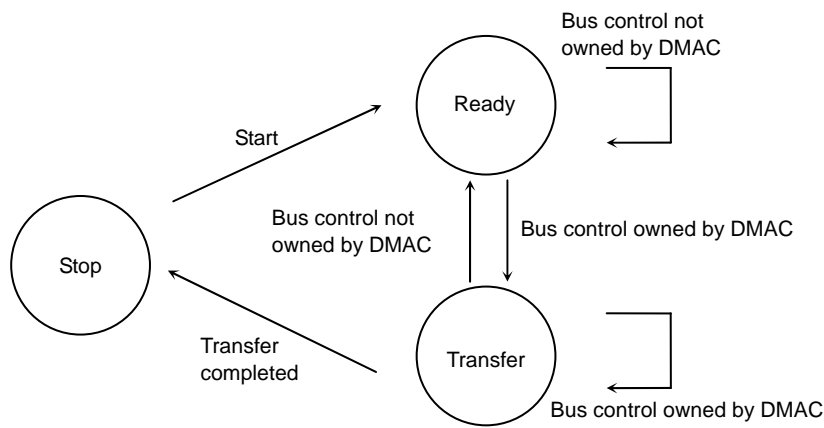 Bus control not
owned by DMAC
Ready
Start
Bus control not
owned by DMAC
Bus control owned by DMAC
Stop
Transfer
completed
Transfer
Bus control owned by DMAC